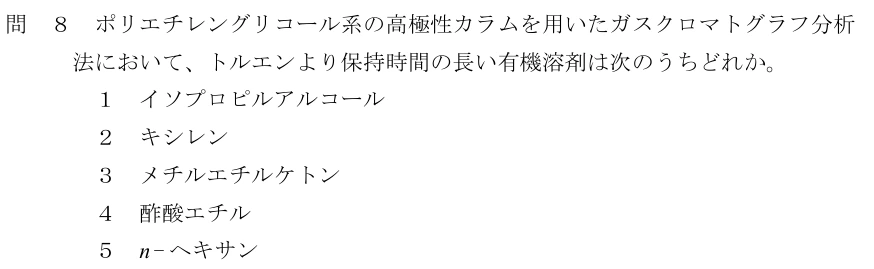 問　８　ポリエチレングリコール系の高極性カラムを用いたガスクロマトグラフ分析
法において、トルエンより保持時間の長い有機溶剤は次のうちどれか。
１　イソプロピルアルコール
２　キシレン
３　メチルエチルケトン
４　酢酸エチル
５　n－ヘキサン